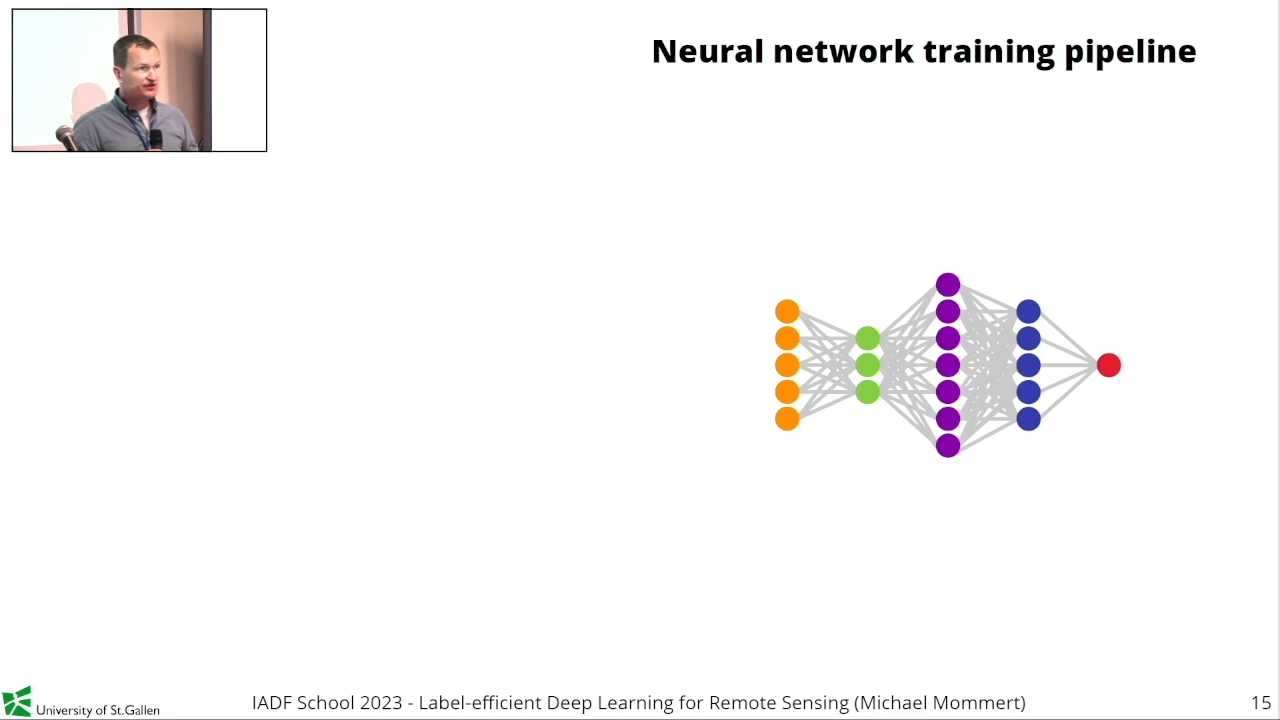 Neural network training pipeline
University of St.Gallen
IADF School 2023 - Label-efficient Deep Learning for Remote Sensing (Michael Mommert)
15